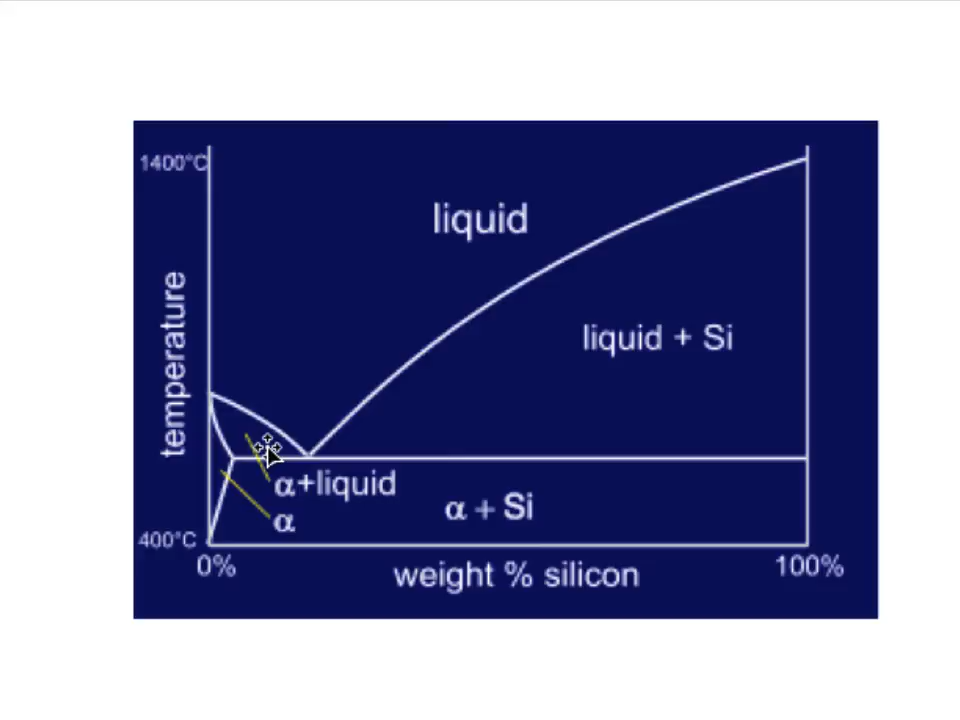 1400°C
liquid
temperature
liquid + Si
α+liquid
α + Si
α
400°C
0%
weight % silicon
100%